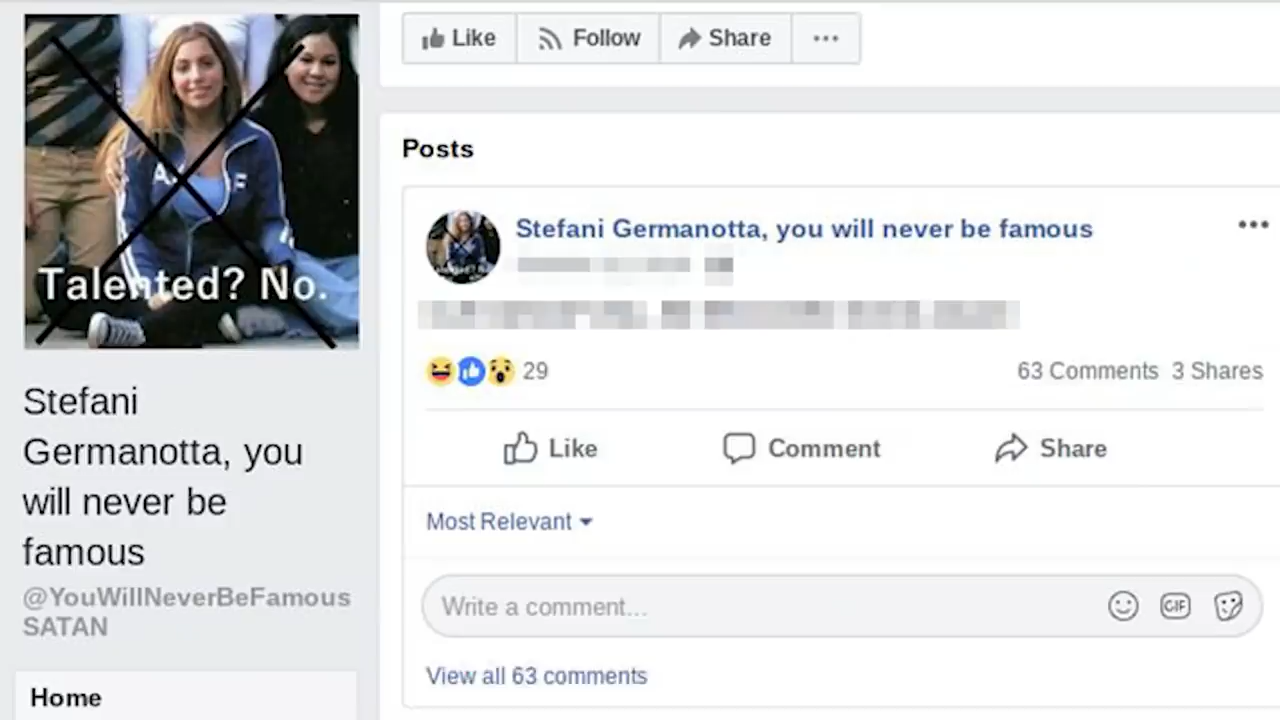 Talented? No.
Stefani
Germanotta, you
will never be
famous
@YouWillNeverBeFamous
SATAN
Home
Like Follow Share
Posts
Stefani Germanotta, you will never be famous
29 63 Comments 3 Shares
Like Comment Share
Most Relevant
Write a comment...
GIF
View all 63 comments